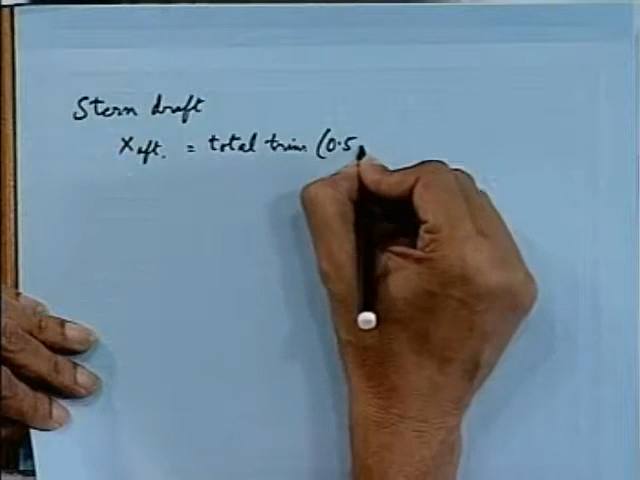 Stern draft
X aft. = total trim (0.5